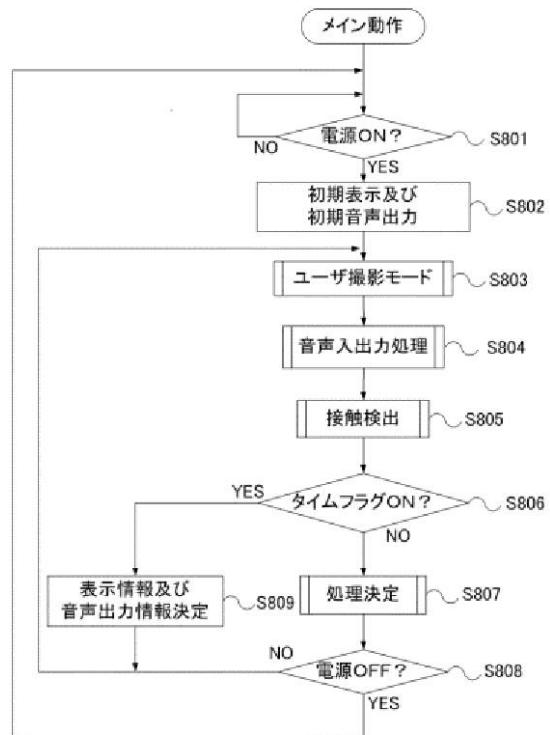 メイン動作
電源ON?
S801
NO
YES
初期表示及び
初期音声出力
S802
ユーザ撮影モード
S803
音声入出力処理
S804
接触検出
S805
YES
タイムフラグON?
S806
NO
表示情報及び
音声出力情報決定
S809
処理決定
S807
NO
電源OFF?
S808
YES